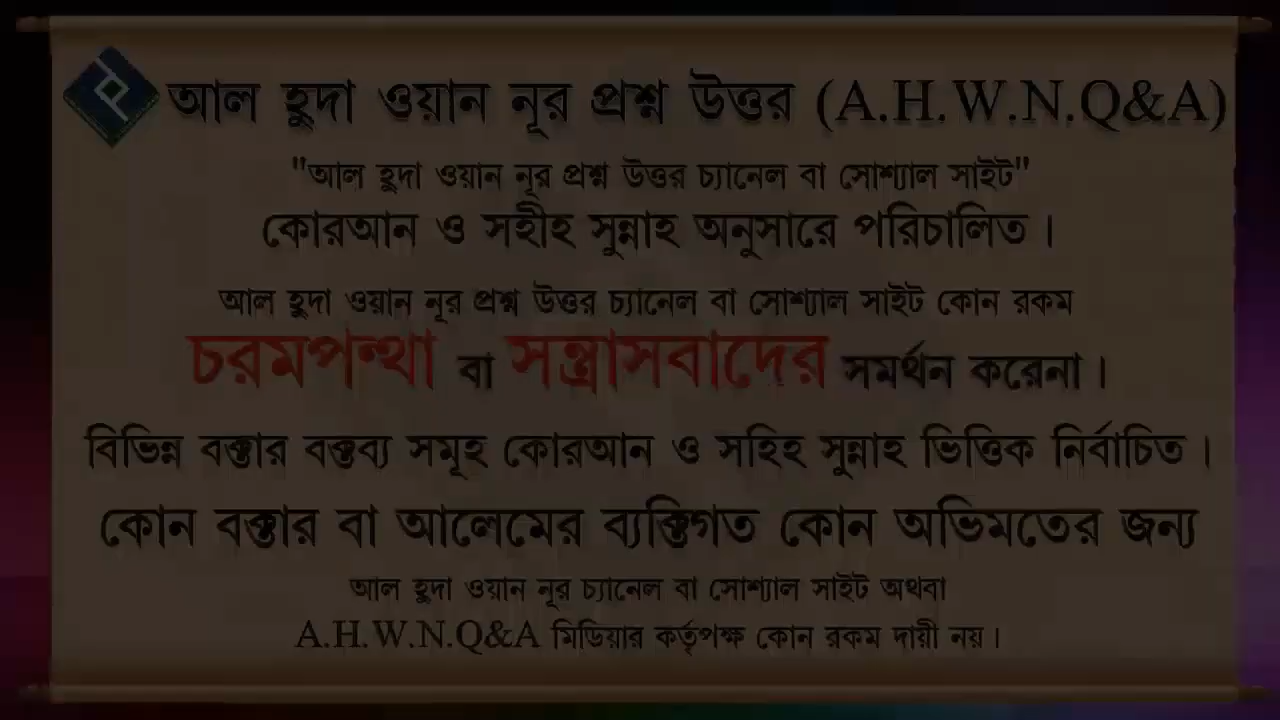 আল হুদা ওয়ান নূর প্রশ্ন উত্তর (A.H.W.N.Q&A)
"আল হুদা ওয়ান নূর প্রশ্ন উত্তর চ্যানেল বা সোশ্যাল সাইট"
কোরআন ও সহীহ সুন্নাহ অনুসারে পরিচালিত।
আল হুদা ওয়ান নূর প্রশ্ন উত্তর চ্যানেল বা সোশ্যাল সাইট কোন রকম
চরমপন্থা বা সন্ত্রাসবাদের সমর্থন করেনা।
বিভিন্ন বক্তার বক্তব্য সমূহ কোরআন ও সহিহ সুন্নাহ ভিত্তিক নির্বাচিত।
কোন বক্তার বা আলেমের ব্যক্তিগত কোন অভিমতের জন্য
আল হুদা ওয়ান নূর চ্যানেল বা সোশ্যাল সাইট অথবা
A.H.W.N.Q&A মিডিয়ার কর্তৃপক্ষ কোন রকম দায়ী নয়।